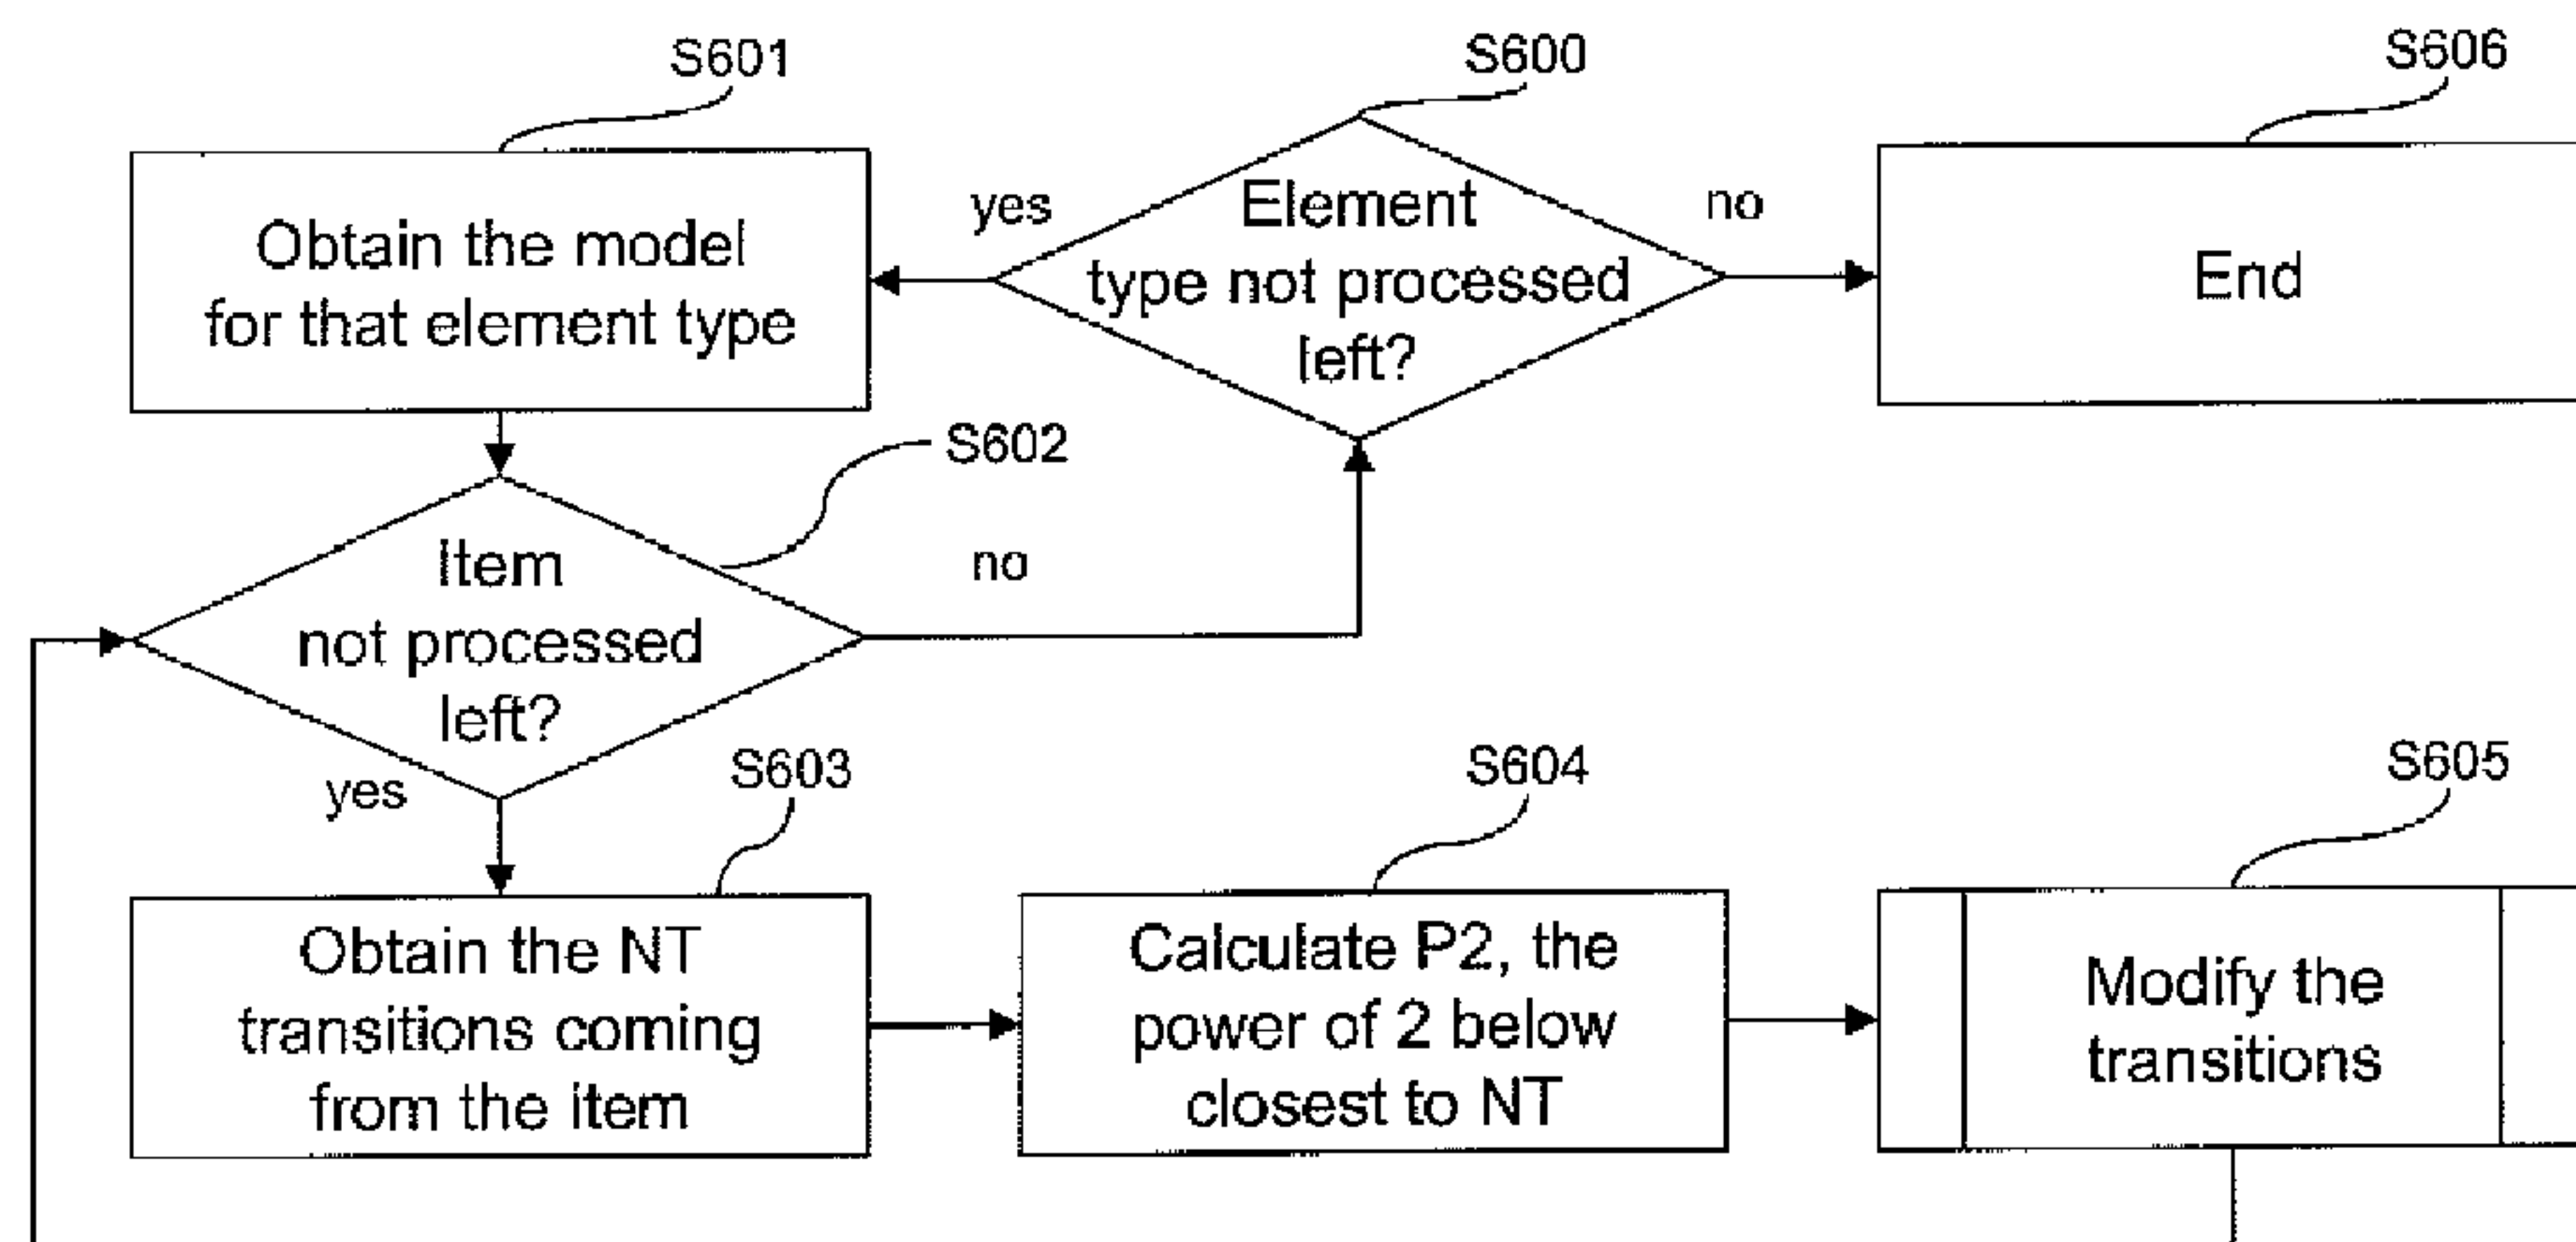 S601
S600
S606
Obtain the model
for that element type
yes
Element
type not processed
left?
no
End
S602
Item
not processed
left?
no
yes
S603
S604
S605
Obtain the NT
transitions coming
from the item
Calculate P2, the
power of 2 below
closest to NT
Modify the
transitions